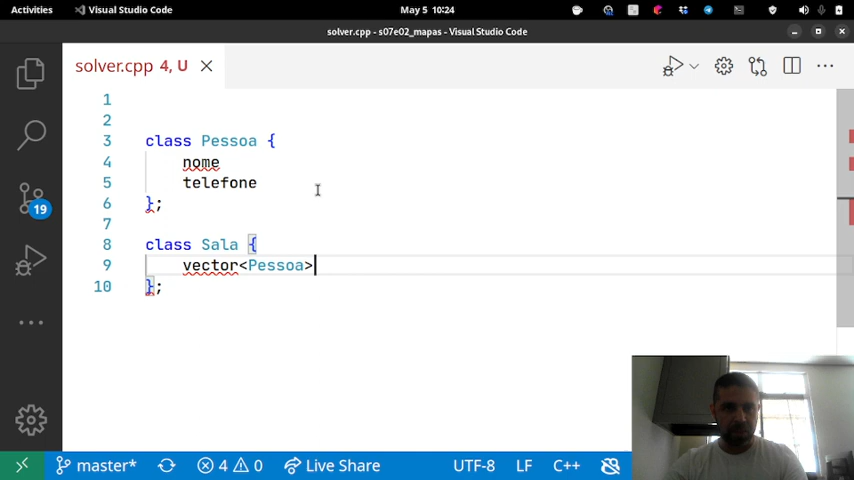 Activities Visual Studio Code May 5 10:24
solver.cpp - s07e02_mapas - Visual Studio Code
solver.cpp 4, U
1
2
3 class Pessoa {
4 nome
5 telefone
6 };
7
8 class Sala {
9 vector<Pessoa>
10 };
19
master* 4 0 Live Share UTF-8 LF C++